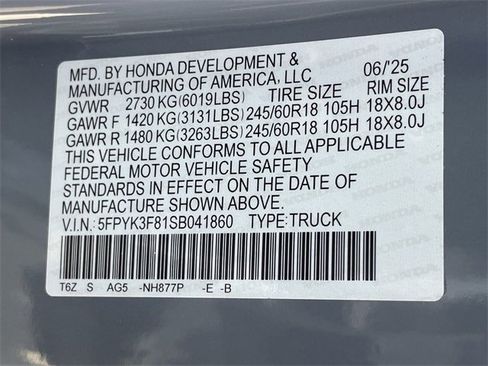 MFD. BY HONDA DEVELOPMENT &
MANUFACTURING OF AMERICA, LLC 06/'25
GVWR 2730 KG(6019LBS) TIRE SIZE RIM SIZE
GAWR F 1420 KG(3131LBS) 245/60R18 105H 18X8.0J
GAWR R 1480 KG(3263LBS) 245/60R18 105H 18X8.0J
THIS VEHICLE CONFORMS TO ALL APPLICABLE
FEDERAL MOTOR VEHICLE SAFETY
STANDARDS IN EFFECT ON THE DATE OF
MANUFACTURE SHOWN ABOVE.
V.I.N.: 5FPYK3F81SB041860 TYPE:TRUCK
T6Z S AG5 -NH877P -E -B